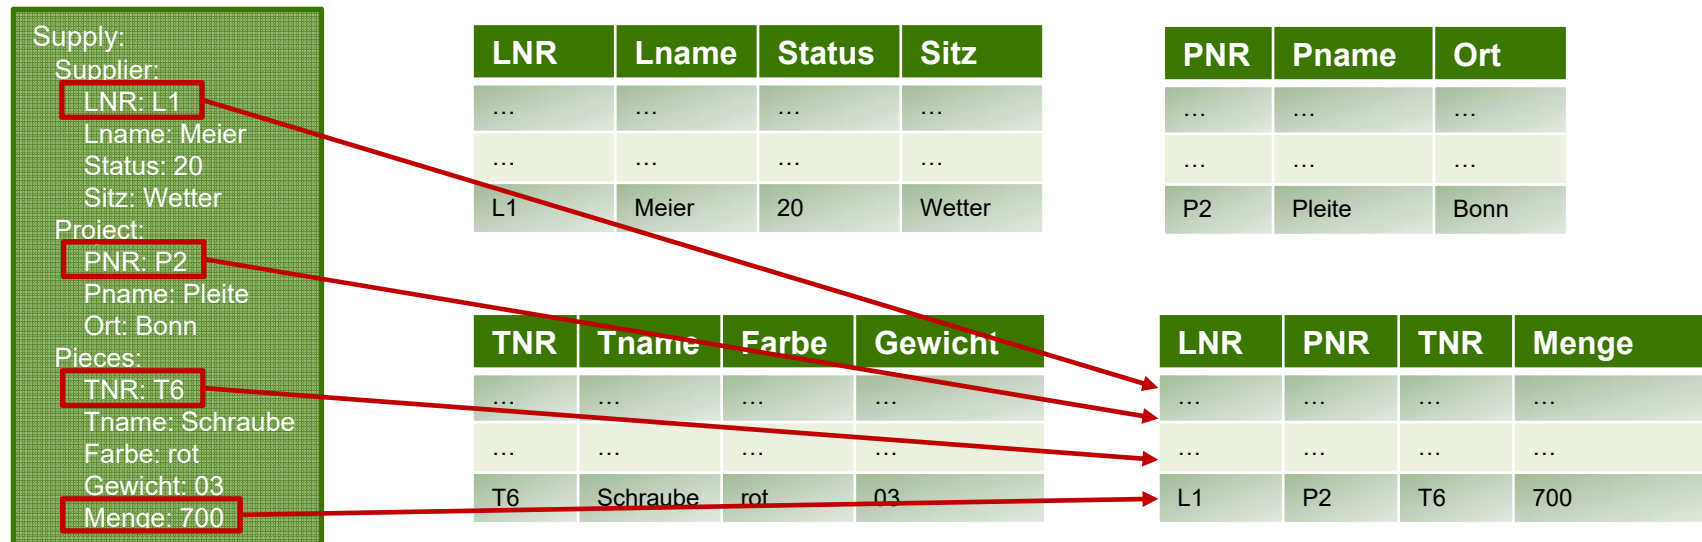 Supply:
Supplier:
LNR: L1
Lname: Meier
Status: 20
Sitz: Wetter
Project:
PNR: P2
Pname: Pleite
Ort: Bonn
Pieces:
TNR: T6
Tname: Schraube
Farbe: rot
Gewicht: 03
Menge: 700
LNR Lname Status Sitz
… … … …
… … … …
L1 Meier 20 Wetter
PNR Pname Ort
… … …
… … …
P2 Pleite Bonn
TNR Tname Farbe Gewicht
… … … …
… … … …
T6 Schraube rot 03
LNR PNR TNR Menge
… … … …
… … … …
L1 P2 T6 700